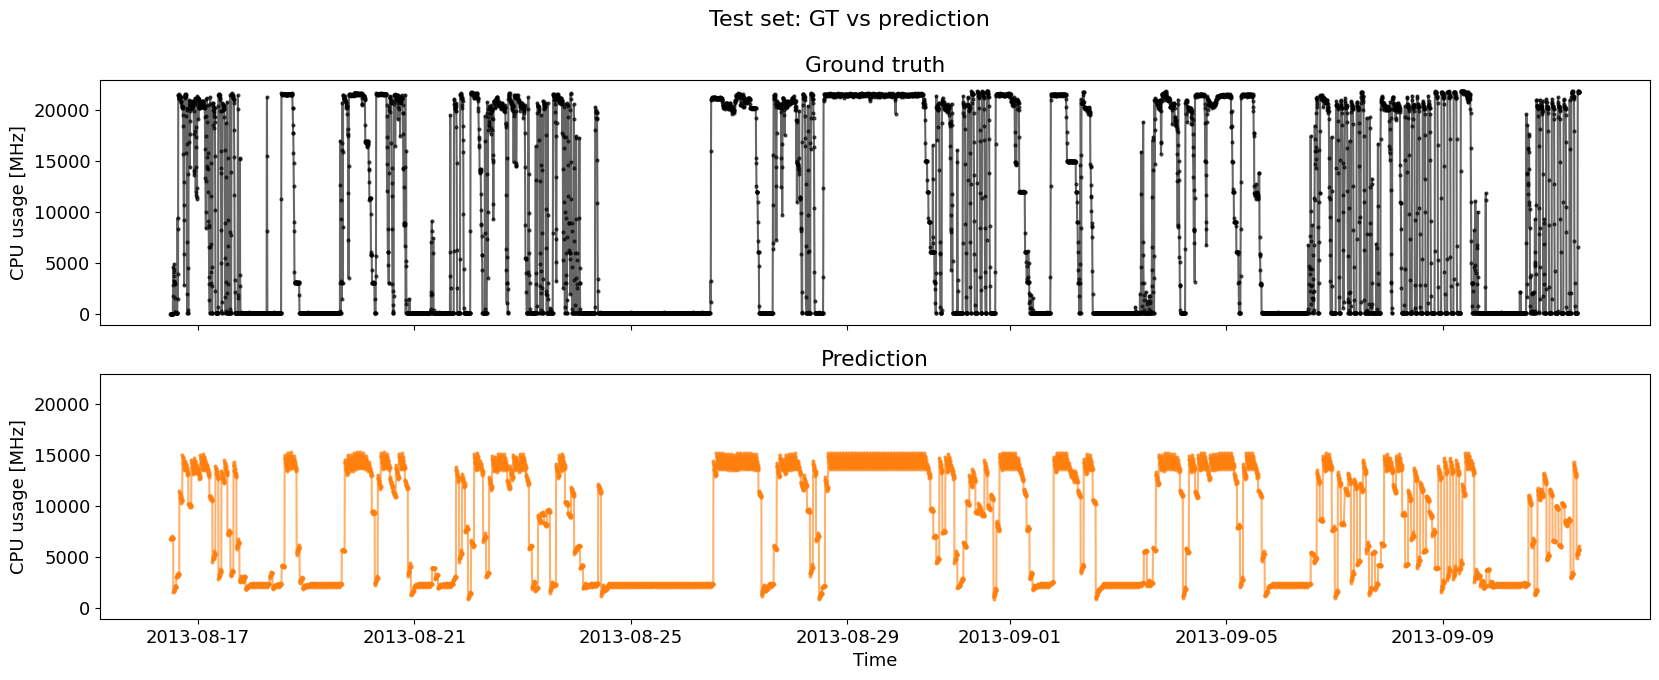 Test set: GT vs prediction
Ground truth
CPU usage [MHz]
20000
15000
10000
5000
0
Prediction
CPU usage [MHz]
20000
15000
10000
5000
0
2013-08-17 2013-08-21 2013-08-25 2013-08-29 2013-09-01 2013-09-05 2013-09-09
Time